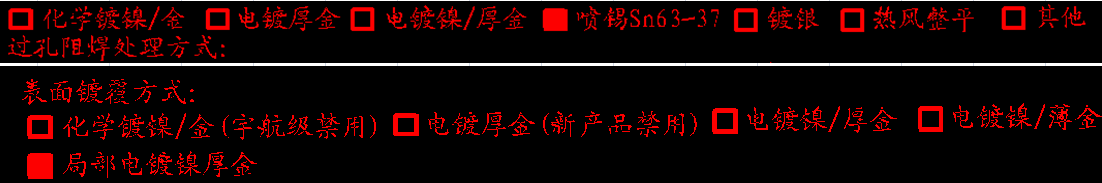 □ 化学镀镍/金 □ 电镀厚金 □ 电镀镍/厚金 ■ 喷锡Sn63-37 □ 镀银 □ 热风整平 □ 其他
过孔阻焊处理方式:
表面镀覆方式:
□ 化学镀镍/金(宇航级禁用) □ 电镀厚金(新产品禁用) □ 电镀镍/厚金 □ 电镀镍/薄金
■ 局部电镀镍厚金